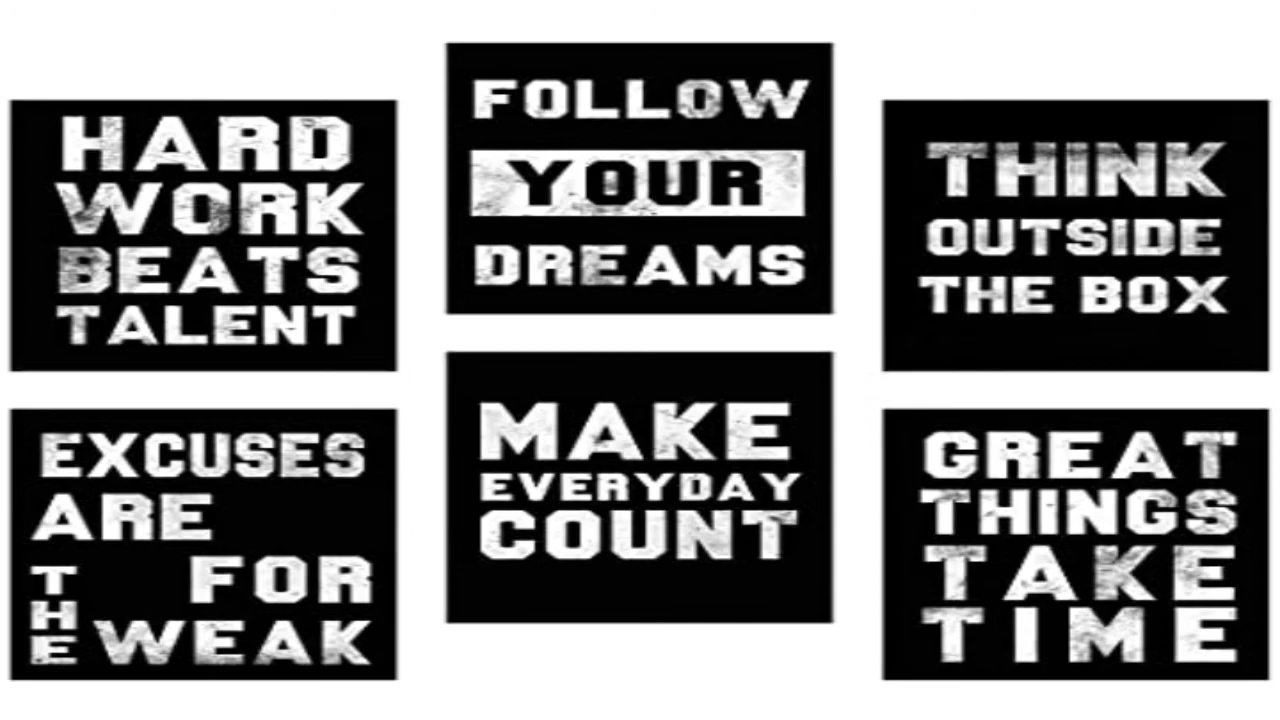 HARD
WORK
BEATS
TALENT
FOLLOW
YOUR
DREAMS
THINK
OUTSIDE
THE BOX
EXCUSES
ARE
FOR
THE WEAK
MAKE
EVERYDAY
COUNT
GREAT
THINGS
TAKE
TIME